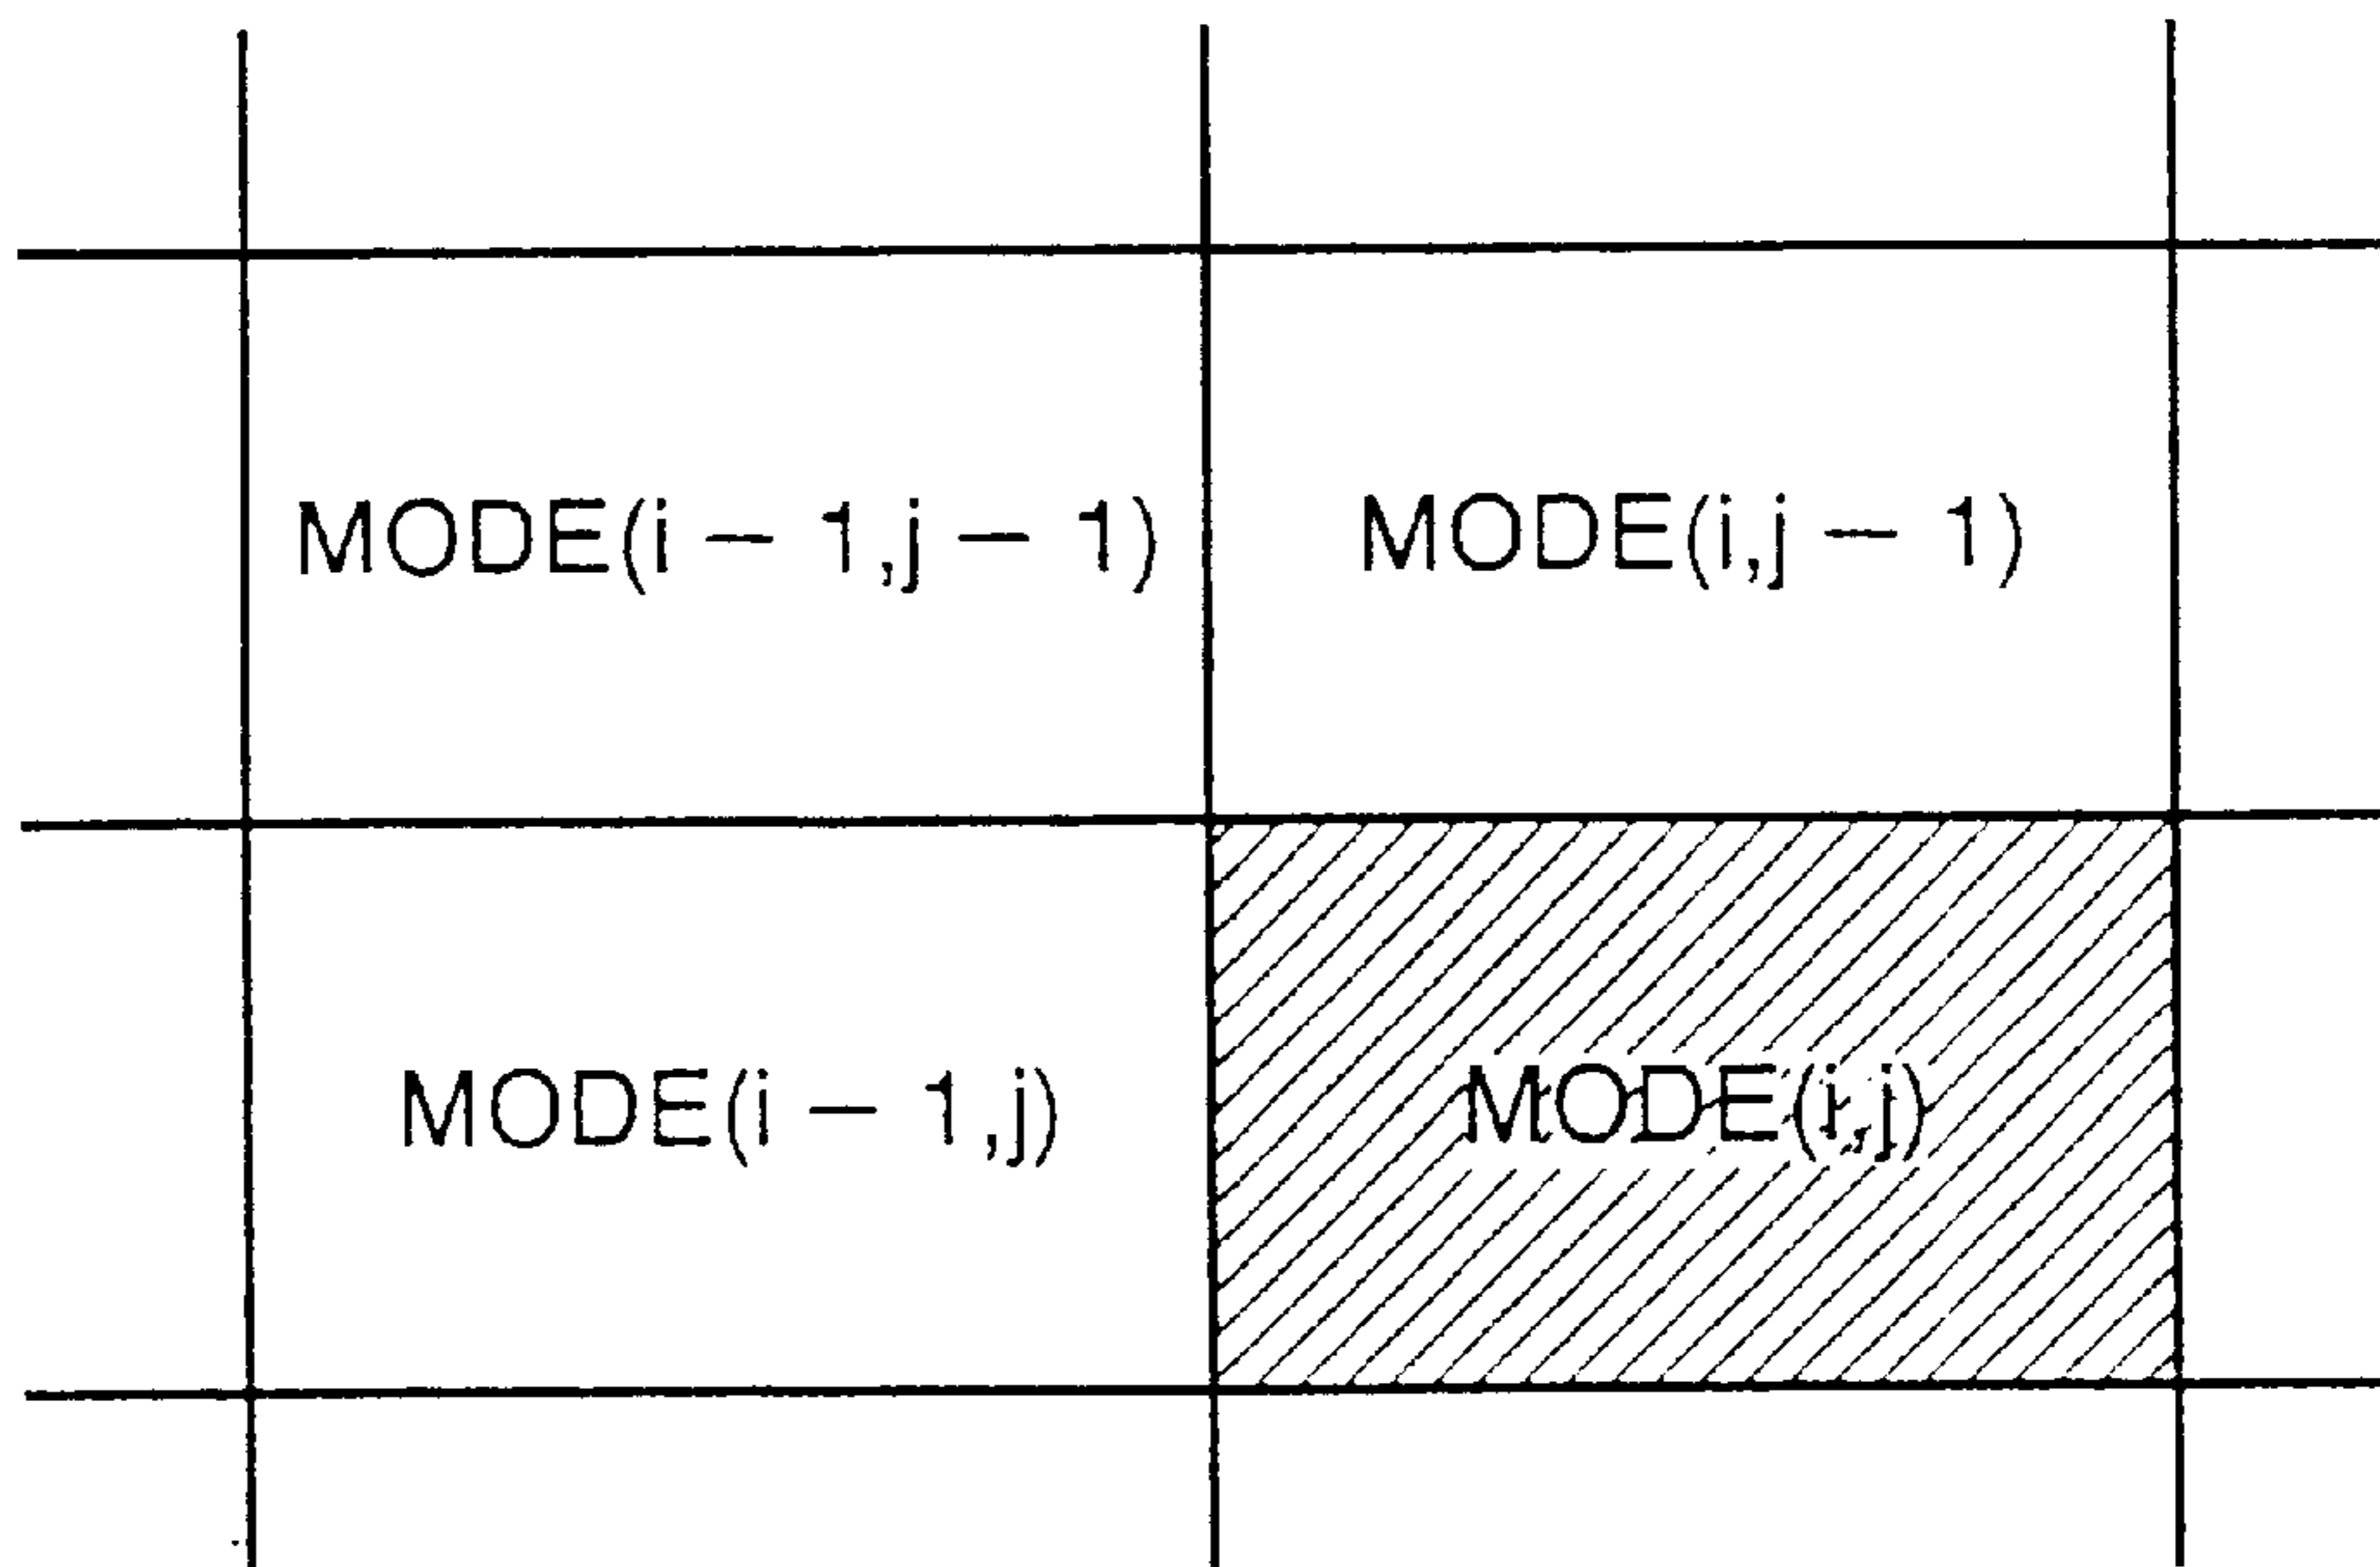 MODE(i − 1,j − 1) MODE(i,j − 1)
MODE(i − 1,j) MODE(i,j)